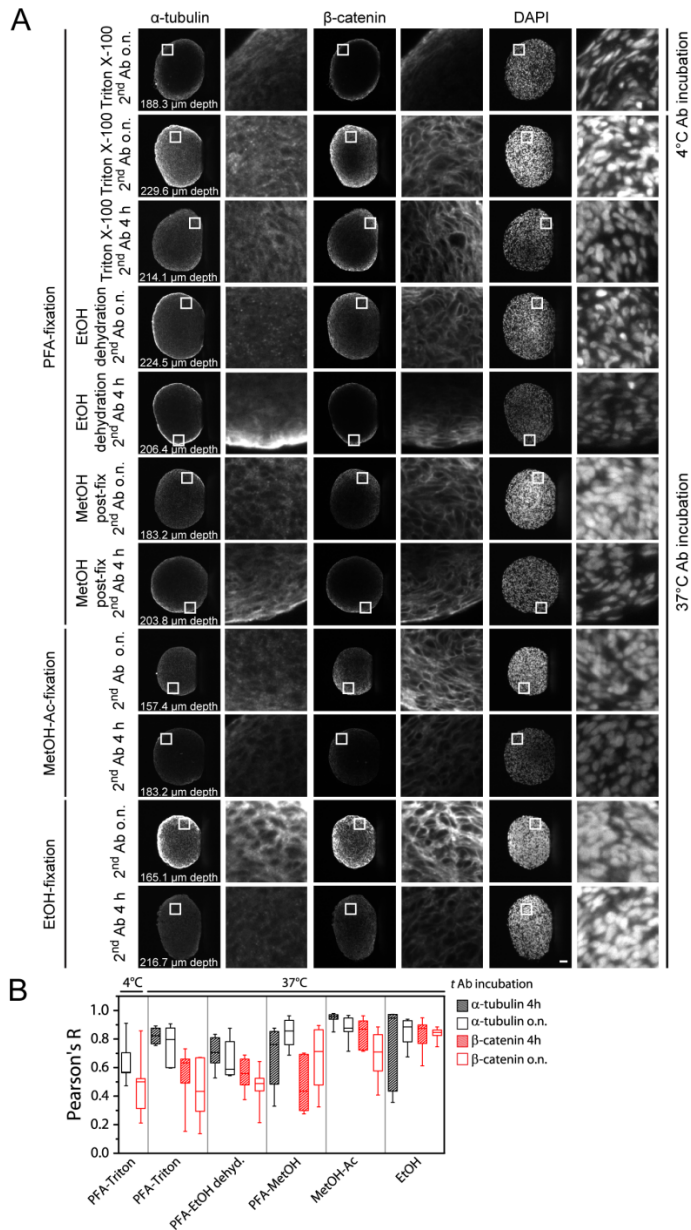 A
α-tubulin
β-catenin
DAPI
PFA-fixation
MetOH-Ac-fixation
EtOH-fixation
Triton X-100
2nd Ab o.n.
Triton X-100
2nd Ab o.n.
Triton X-100
2nd Ab 4 h
EtOH
dehydration
2nd Ab o.n.
EtOH
dehydration
2nd Ab 4 h
MetOH
post-fix
2nd Ab o.n.
MetOH
post-fix
2nd Ab 4 h
2nd Ab o.n.
2nd Ab 4 h
2nd Ab o.n.
2nd Ab 4 h
188.3 µm depth
229.6 µm depth
214.1 µm depth
224.5 µm depth
206.4 µm depth
183.2 µm depth
203.8 µm depth
157.4 µm depth
183.2 µm depth
165.1 µm depth
216.7 µm depth
4°C Ab incubation
37°C Ab incubation
B
4°C
37°C
t Ab incubation
α-tubulin 4h
α-tubulin o.n.
β-catenin 4h
β-catenin o.n.
Pearson's R
1.0
0.8
0.6
0.4
0.2
0.0
PFA-Triton
PFA-Triton
PFA-EtOH dehyd.
PFA-MetOH
MetOH-Ac
EtOH